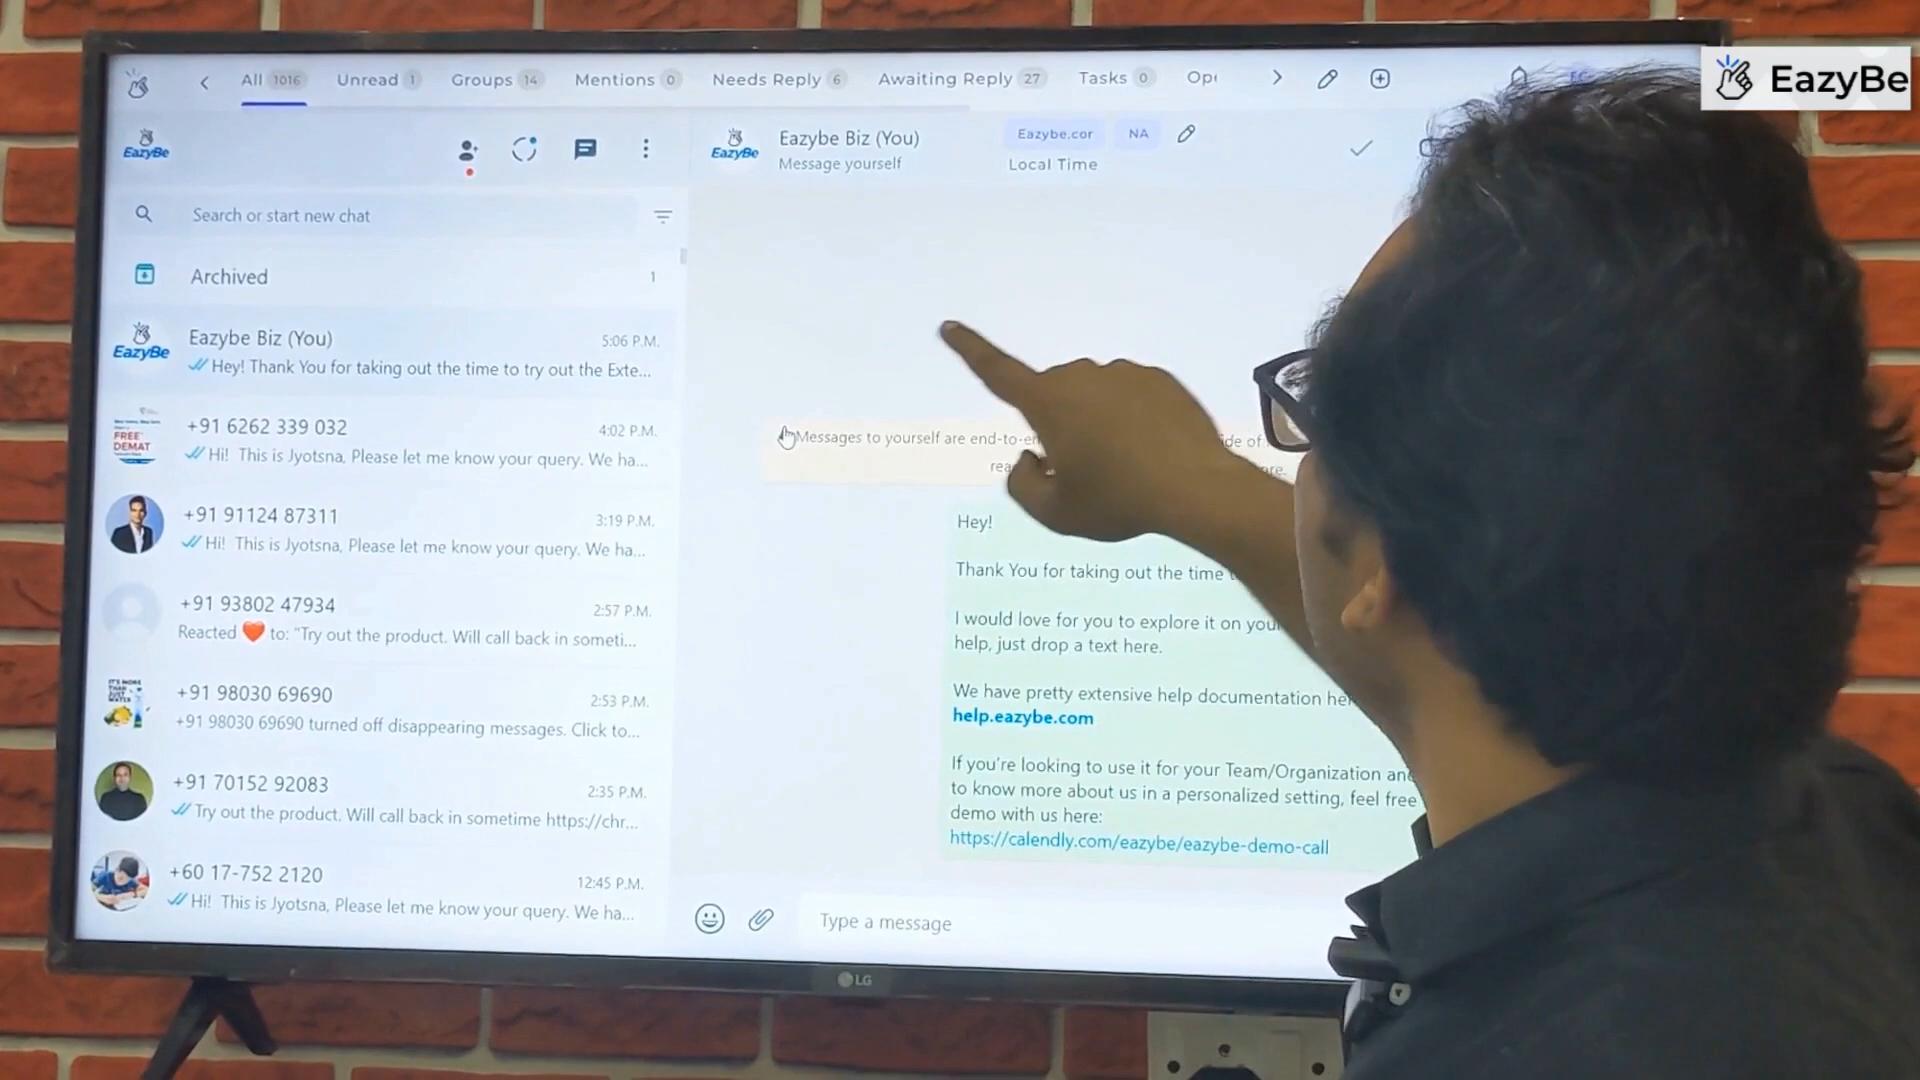 EazyBe
All 1016 Unread 1 Groups 14 Mentions 0 Needs Reply 6 Awaiting Reply 27 Tasks 0
EazyBe
Search or start new chat
Archived 1
EazyBe
Eazybe Biz (You) 5:06 P.M.
Hey! Thank You for taking out the time to try out the Exte...
FREE
DEMAT
+91 6262 339 032 4:02 P.M.
Hi! This is Jyotsna, Please let me know your query. We ha...
+91 91124 87311 3:19 P.M.
Hi! This is Jyotsna, Please let me know your query. We ha...
+91 93802 47934 2:57 P.M.
Reacted ❤️ to: "Try out the product. Will call back in someti...
IT'S MORE
THAN
JUST
WATER
+91 98030 69690 2:53 P.M.
+91 98030 69690 turned off disappearing messages. Click to...
+91 70152 92083 2:35 P.M.
Try out the product. Will call back in sometime https://chr...
+60 17-752 2120 12:45 P.M.
Hi! This is Jyotsna, Please let me know your query. We ha...
EazyBe
Eazybe Biz (You)
Message yourself
Eazybe.cor NA
Local Time
Messages to yourself are end-to-en
Hey!
Thank You for taking out the time
I would love for you to explore it on your
help, just drop a text here.
We have pretty extensive help documentation her
help.eazybe.com
If you're looking to use it for your Team/Organization and
to know more about us in a personalized setting, feel free
demo with us here:
https://calendly.com/eazybe/eazybe-demo-call
Type a message
LG